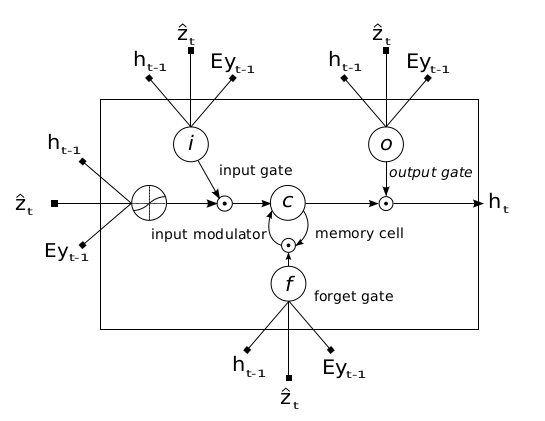 ẑt
ẑt
ht-1
Eyt-1
ht-1
Eyt-1
i
o
ht-1
input gate
output gate
ẑt
c
ht
input modulator
memory cell
Eyt-1
f
forget gate
ht-1
Eyt-1
ẑt